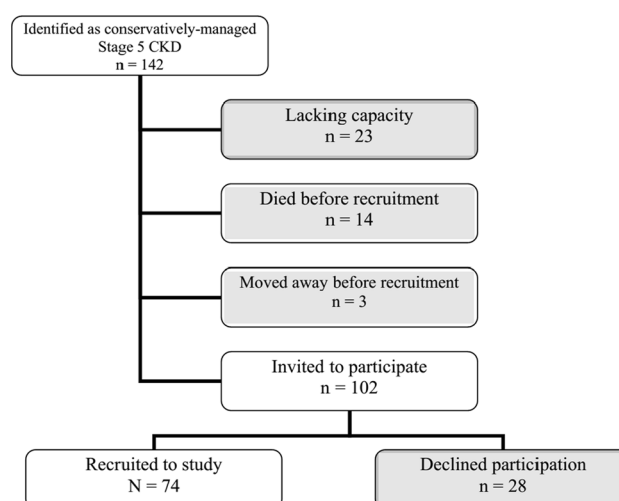 Identified as conservatively-managed
Stage 5 CKD
n = 142
Lacking capacity
n = 23
Died before recruitment
n = 14
Moved away before recruitment
n = 3
Invited to participate
n = 102
Recruited to study
N = 74
Declined participation
n = 28